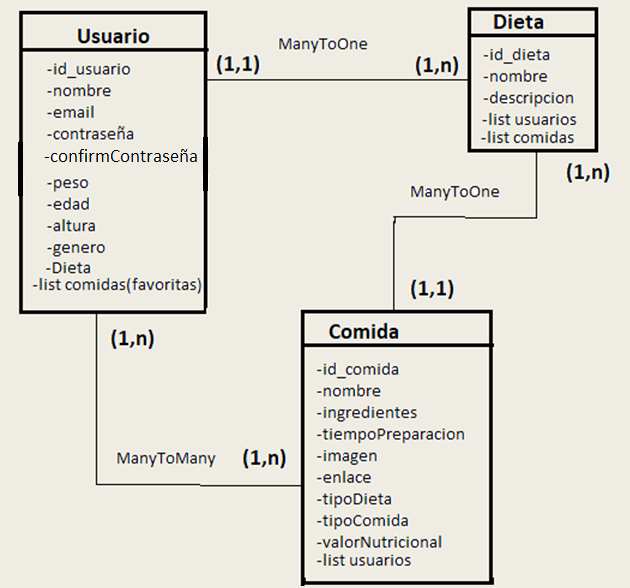 Usuario
-id_usuario
-nombre
-email
-contraseña
-confirmContraseña
-peso
-edad
-altura
-genero
-Dieta
-list comidas(favoritas)
ManyToOne
(1,1)
(1,n)
Dieta
-id_dieta
-nombre
-descripcion
-list usuarios
-list comidas
(1,n)
ManyToOne
(1,1)
(1,n)
ManyToMany
(1,n)
Comida
-id_comida
-nombre
-ingredientes
-tiempoPreparacion
-imagen
-enlace
-tipoDieta
-tipoComida
-valorNutricional
-list usuarios